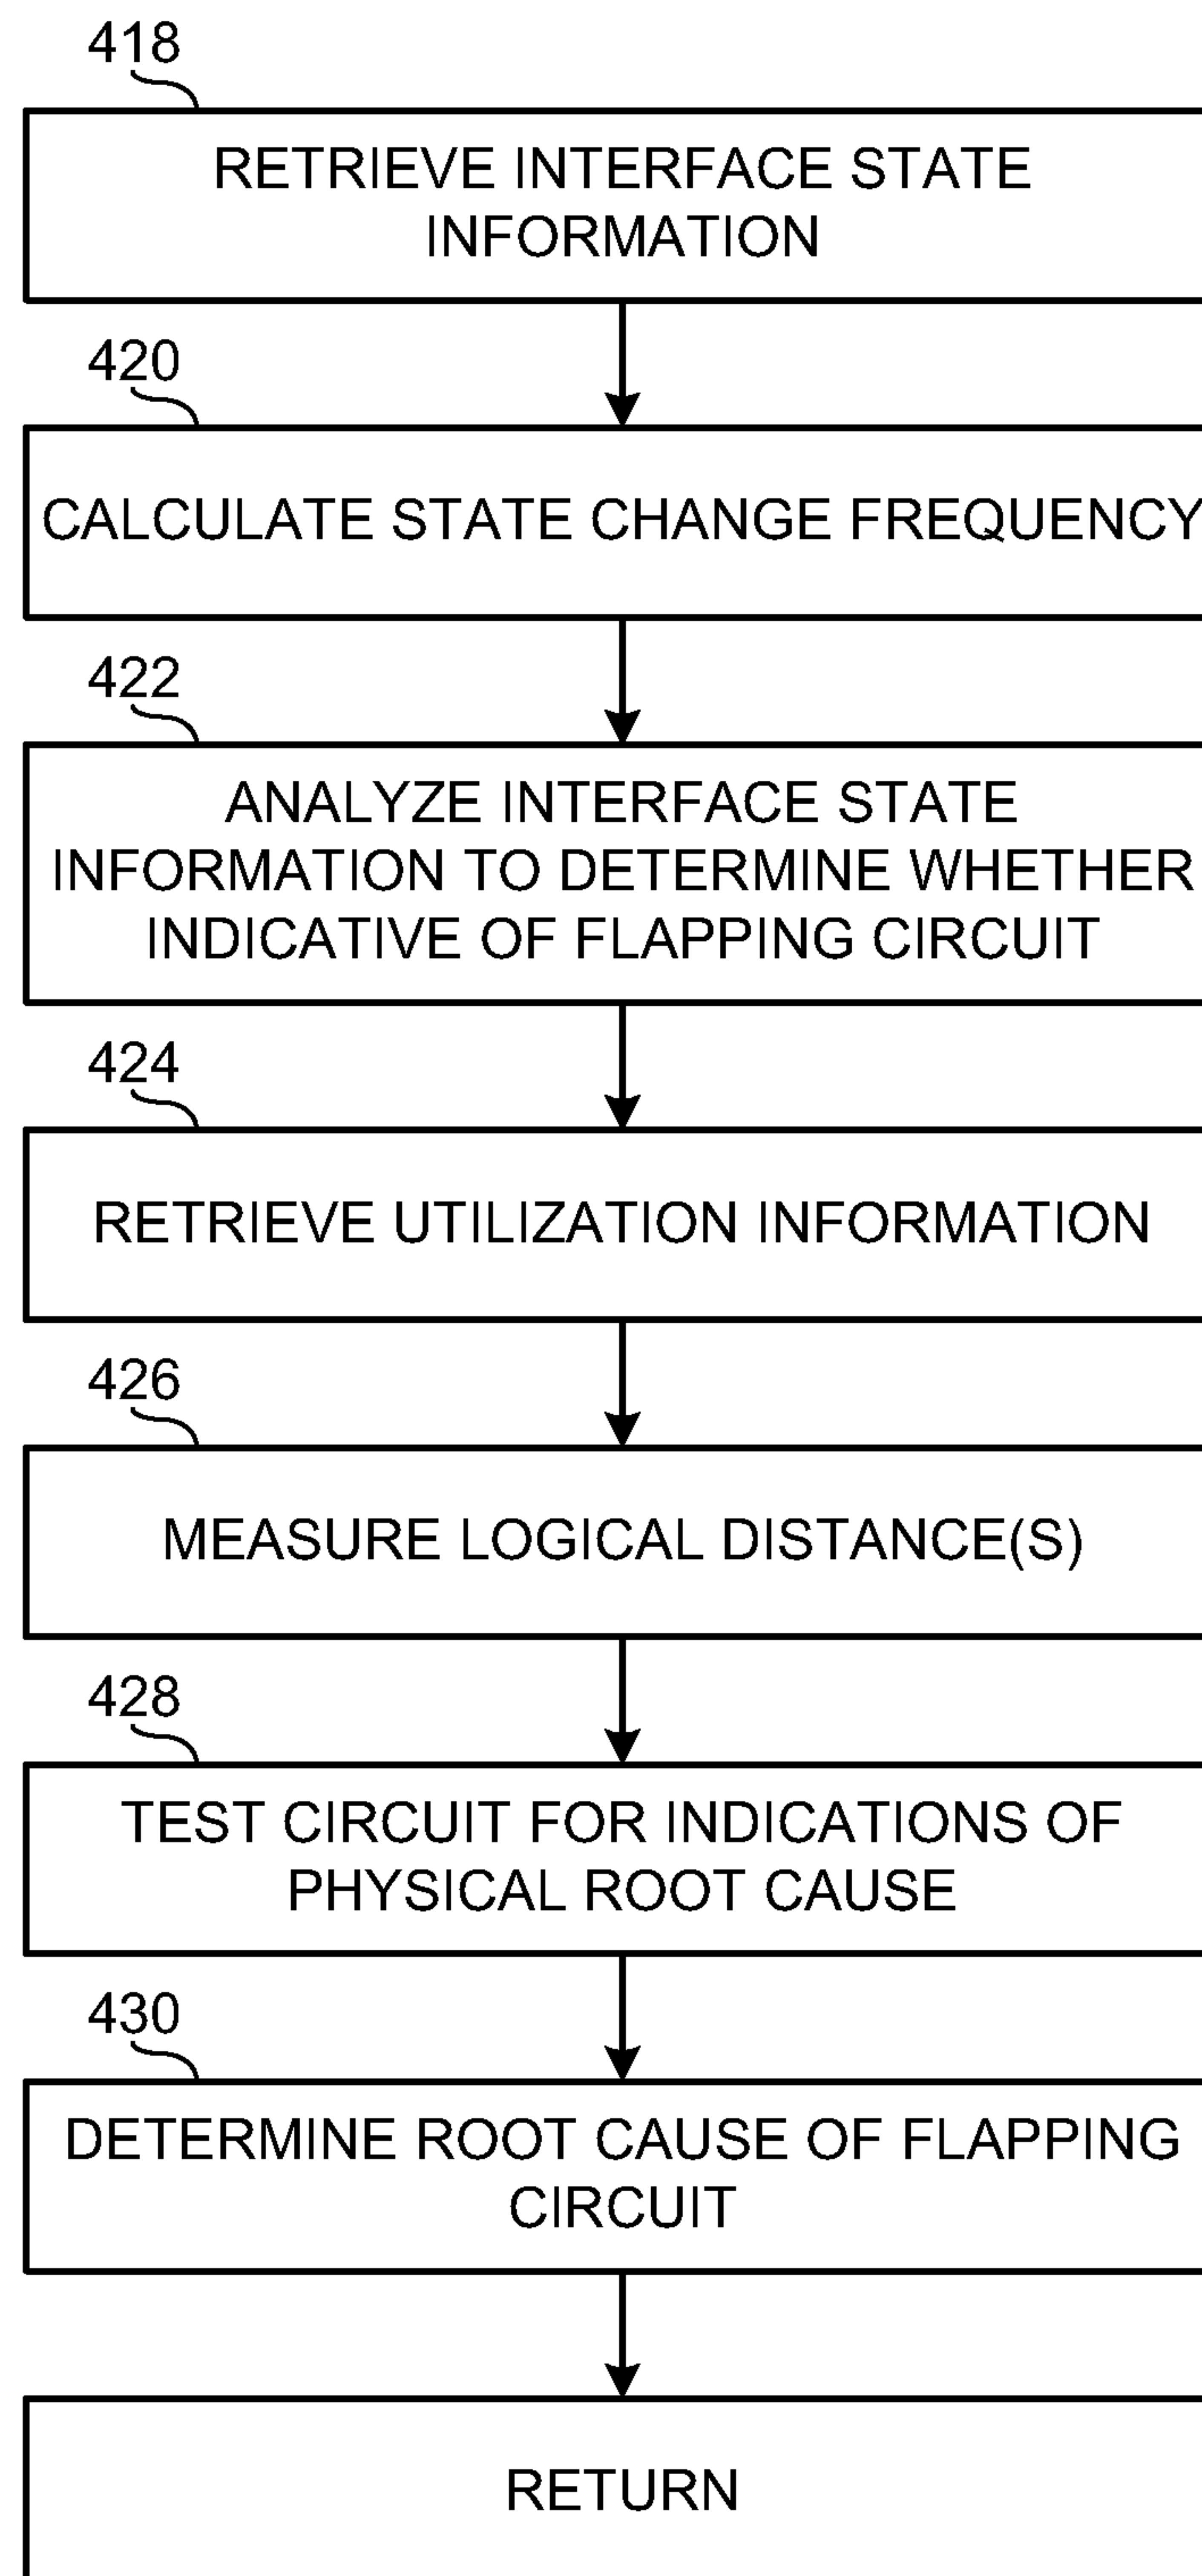 418
RETRIEVE INTERFACE STATE
INFORMATION
420
CALCULATE STATE CHANGE FREQUENCY
422
ANALYZE INTERFACE STATE
INFORMATION TO DETERMINE WHETHER
INDICATIVE OF FLAPPING CIRCUIT
424
RETRIEVE UTILIZATION INFORMATION
426
MEASURE LOGICAL DISTANCE(S)
428
TEST CIRCUIT FOR INDICATIONS OF
PHYSICAL ROOT CAUSE
430
DETERMINE ROOT CAUSE OF FLAPPING
CIRCUIT
RETURN